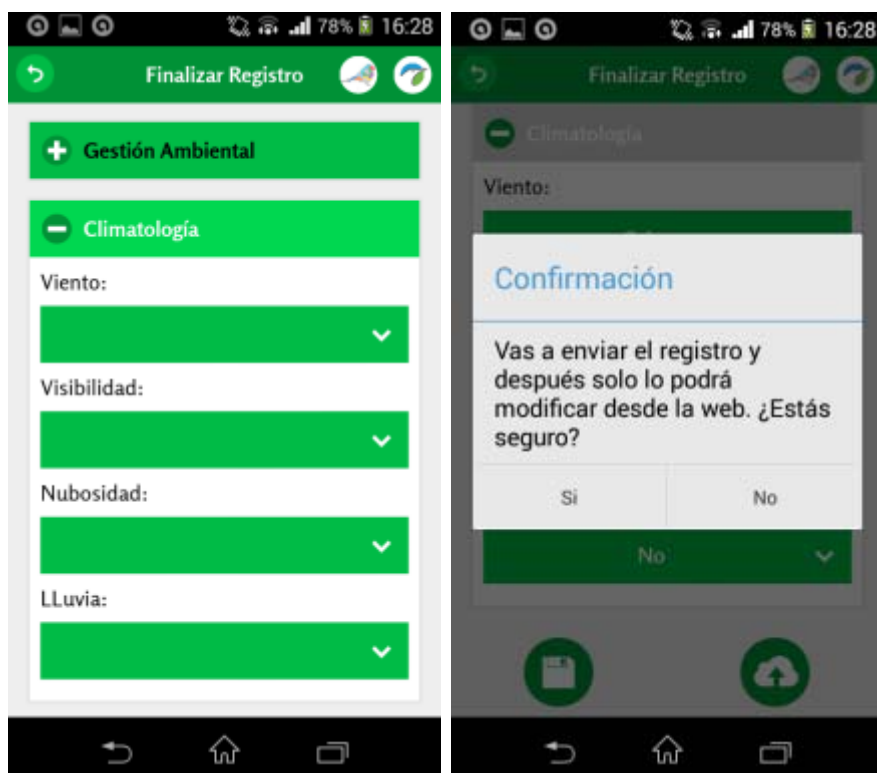 78% 16:28
Finalizar Registro
Gestión Ambiental
Climatología
Viento:
Visibilidad:
Nubosidad:
LLuvia:
78% 16:28
Finalizar Registro
Climatología
Viento:
Confirmación
Vas a enviar el registro y
después solo lo podrá
modificar desde la web. ¿Estás
seguro?
Si No
No